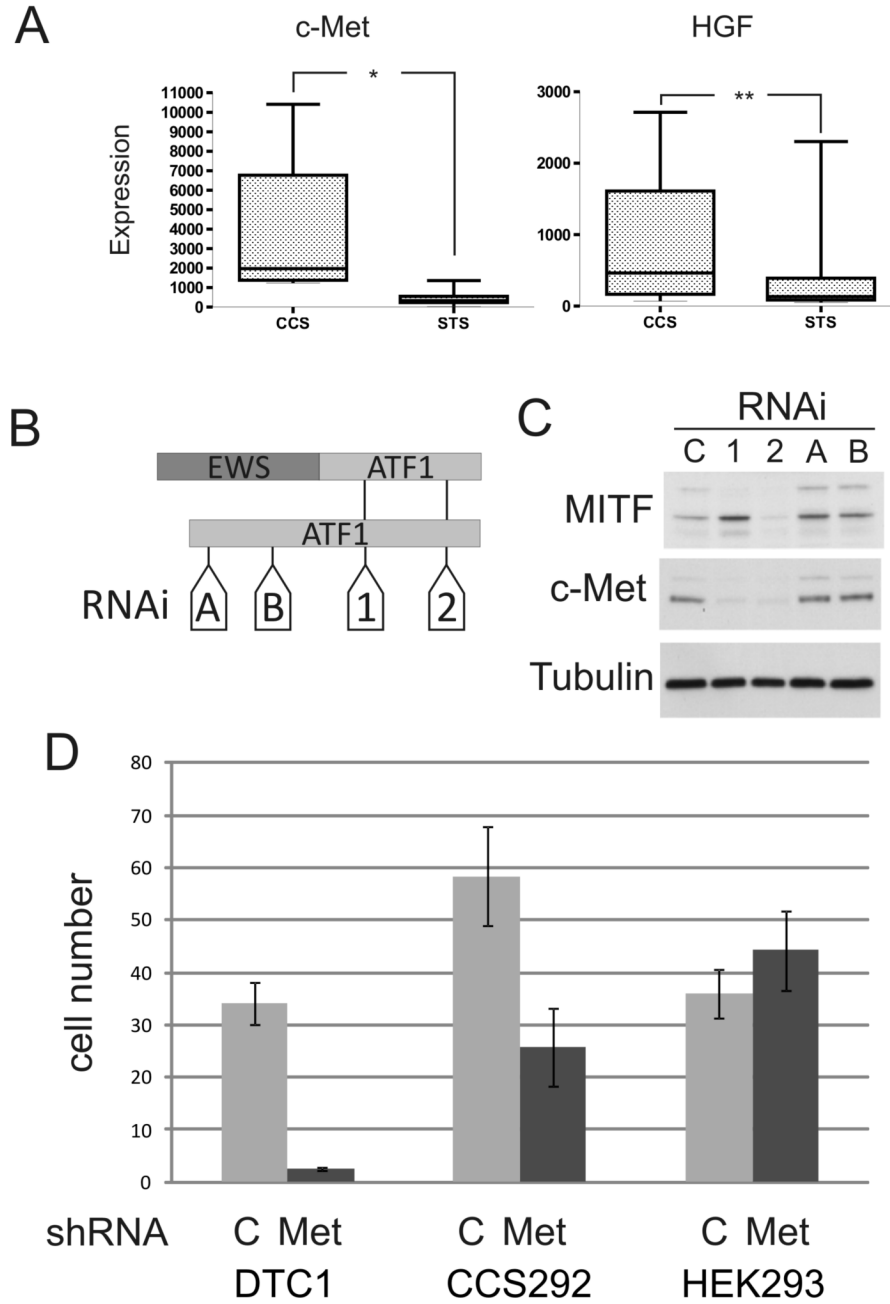 A
c-Met
HGF
Expression
11000
10000
9000
8000
7000
6000
5000
4000
3000
2000
1000
0
*
CCS
STS
3000
2000
1000
0
**
CCS
STS
B
EWS
ATF1
ATF1
RNAi
A
B
1
2
C
RNAi
C 1 2 A B
MITF
c-Met
Tubulin
D
cell number
80
70
60
50
40
30
20
10
0
shRNA C Met C Met C Met
DTC1 CCS292 HEK293